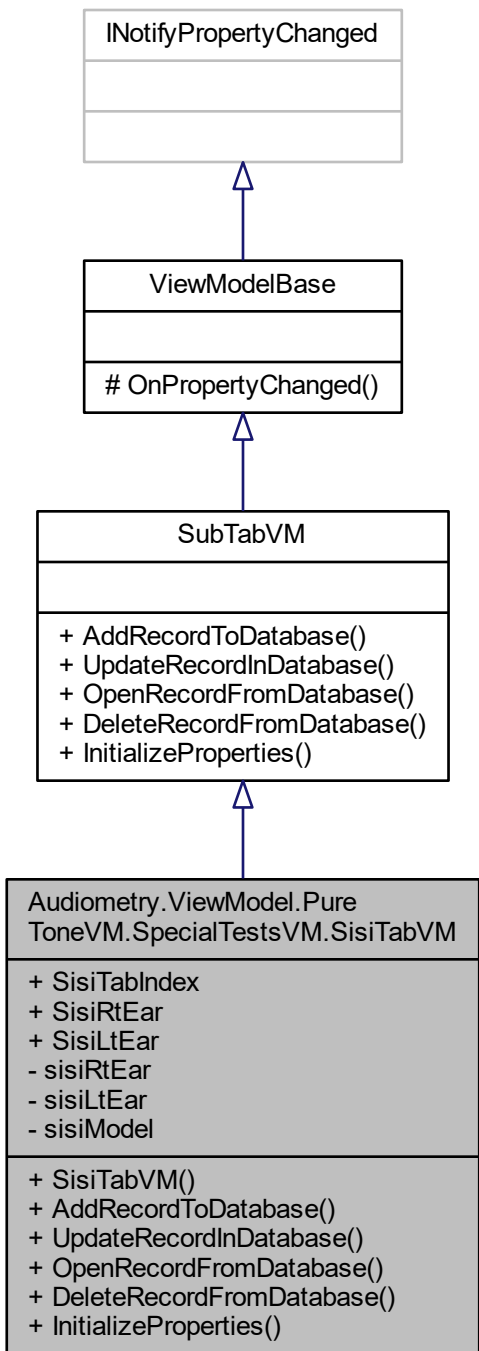 INotifyPropertyChanged
ViewModelBase
# OnPropertyChanged()
SubTabVM
+ AddRecordToDatabase()
+ UpdateRecordInDatabase()
+ OpenRecordFromDatabase()
+ DeleteRecordFromDatabase()
+ InitializeProperties()
Audiometry.ViewModel.Pure
ToneVM.SpecialTestsVM.SisiTabVM
+ SisiTabIndex
+ SisiRtEar
+ SisiLtEar
- sisiRtEar
- sisiLtEar
- sisiModel
+ SisiTabVM()
+ AddRecordToDatabase()
+ UpdateRecordInDatabase()
+ OpenRecordFromDatabase()
+ DeleteRecordFromDatabase()
+ InitializeProperties()